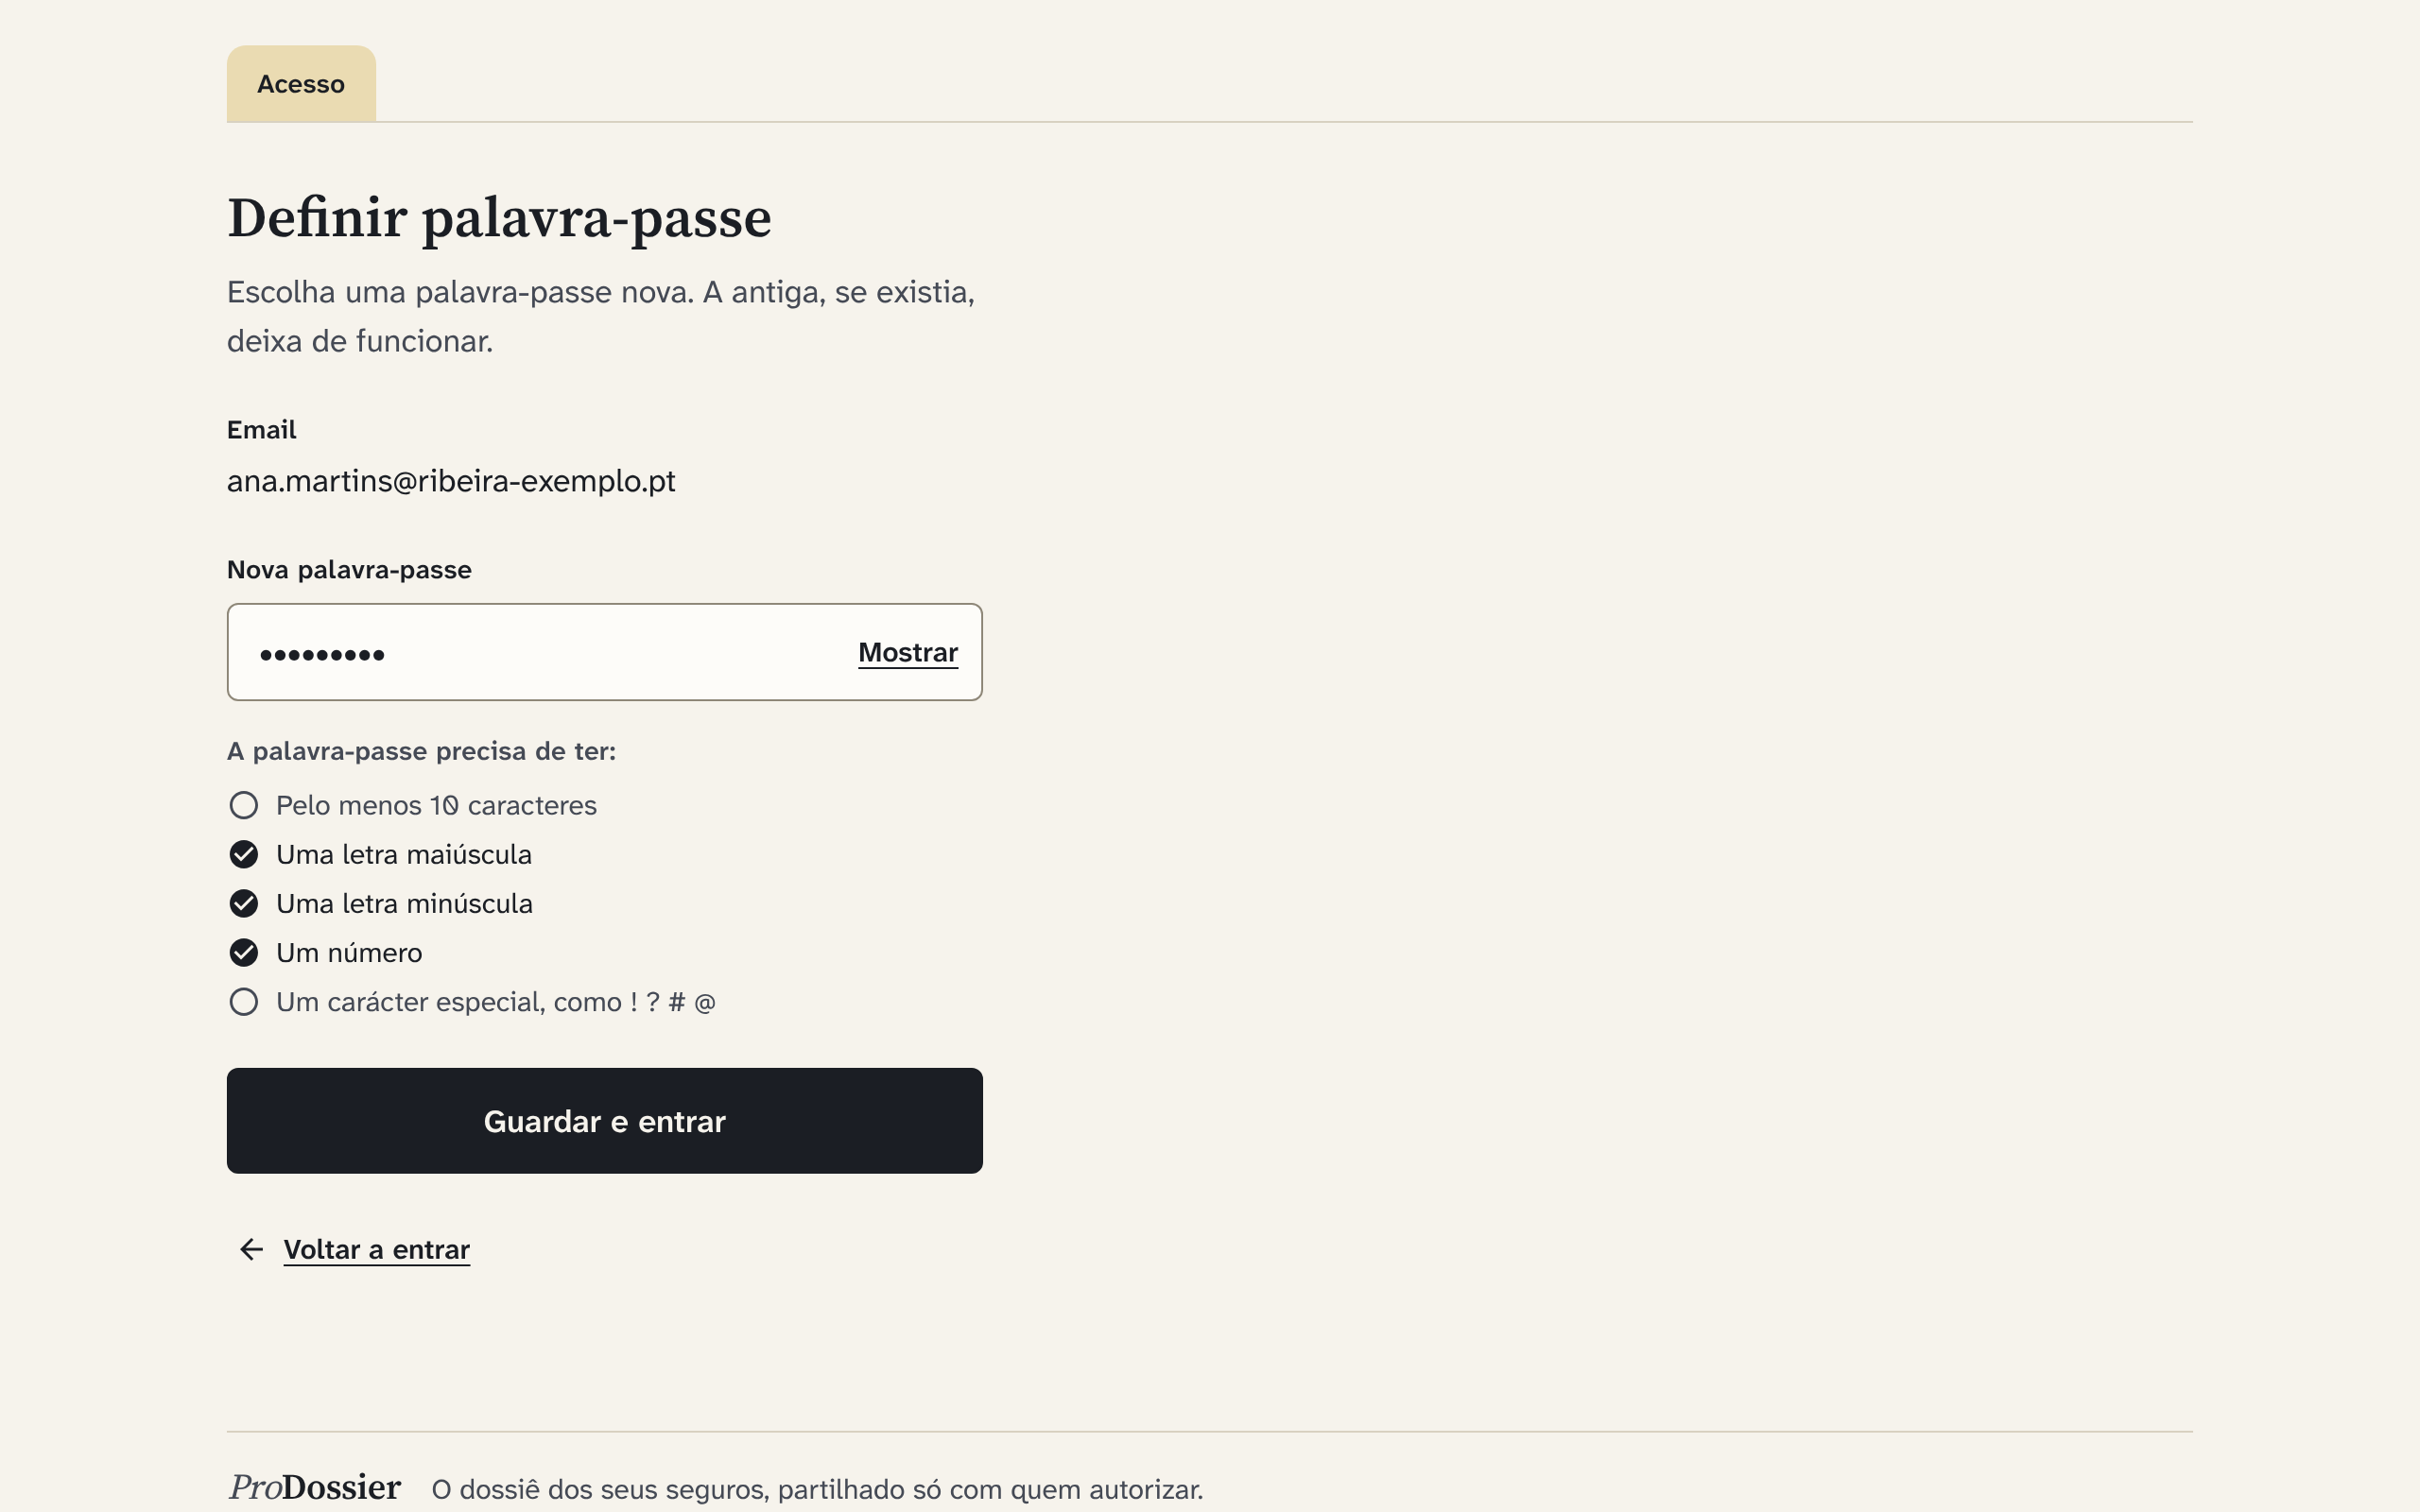 Acesso
Definir palavra-passe
Escolha uma palavra-passe nova. A antiga, se existia,
deixa de funcionar.
Email
ana.martins@ribeira-exemplo.pt
Nova palavra-passe
•••••••••
Mostrar
A palavra-passe precisa de ter:
Pelo menos 10 caracteres
Uma letra maiúscula
Uma letra minúscula
Um número
Um carácter especial, como ! ? # @
Guardar e entrar
← Voltar a entrar
ProDossier O dossiê dos seus seguros, partilhado só com quem autorizar.